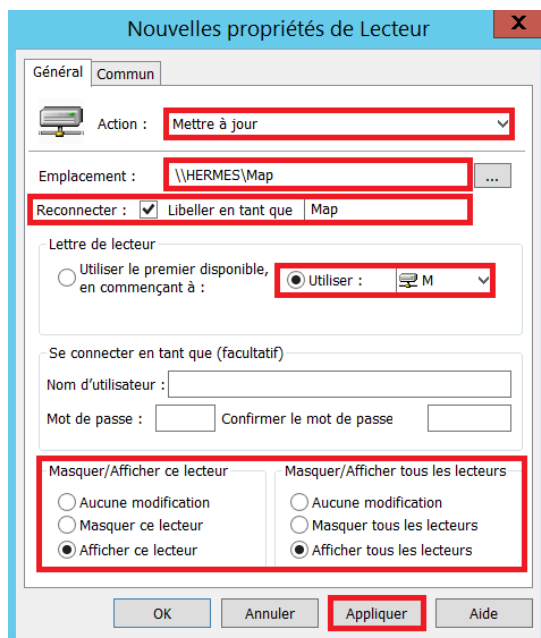 Nouvelles propriétés de Lecteur
X
Général Commun
Action : Mettre à jour
Emplacement : \\HERMES\Map ...
Reconnecter : Libeller en tant que Map
Lettre de lecteur
Utiliser le premier disponible,
en commençant à :
Utiliser : M
Se connecter en tant que (facultatif)
Nom d'utilisateur :
Mot de passe : Confirmer le mot de passe
Masquer/Afficher ce lecteur Masquer/Afficher tous les lecteurs
Aucune modification Aucune modification
Masquer ce lecteur Masquer tous les lecteurs
Afficher ce lecteur Afficher tous les lecteurs
OK Annuler Appliquer Aide